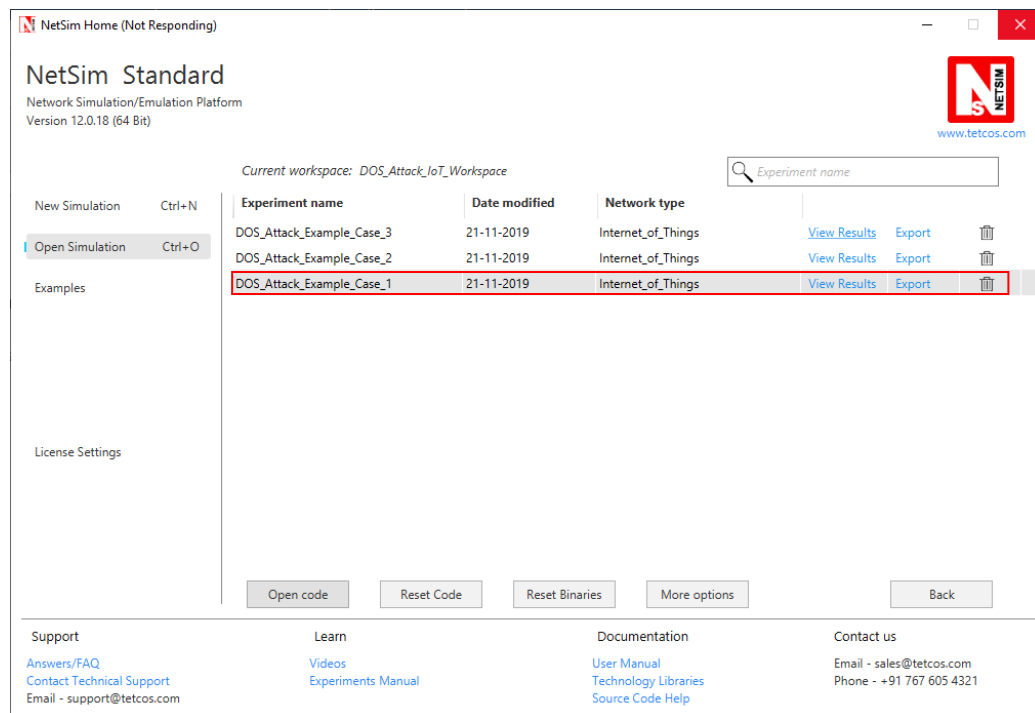 NetSim Home (Not Responding)
NetSim Standard
Network Simulation/Emulation Platform
Version 12.0.18 (64 Bit)
N
S
NETSIM
www.tetcos.com
Current workspace: DOS_Attack_IoT_Workspace
Experiment name
New Simulation Ctrl+N
Open Simulation Ctrl+O
Examples
License Settings
Experiment name Date modified Network type
DOS_Attack_Example_Case_3 21-11-2019 Internet_of_Things View Results Export
DOS_Attack_Example_Case_2 21-11-2019 Internet_of_Things View Results Export
DOS_Attack_Example_Case_1 21-11-2019 Internet_of_Things View Results Export
Open code Reset Code Reset Binaries More options Back
Support
Answers/FAQ
Contact Technical Support
Email - support@tetcos.com
Learn
Videos
Experiments Manual
Documentation
User Manual
Technology Libraries
Source Code Help
Contact us
Email - sales@tetcos.com
Phone - +91 767 605 4321